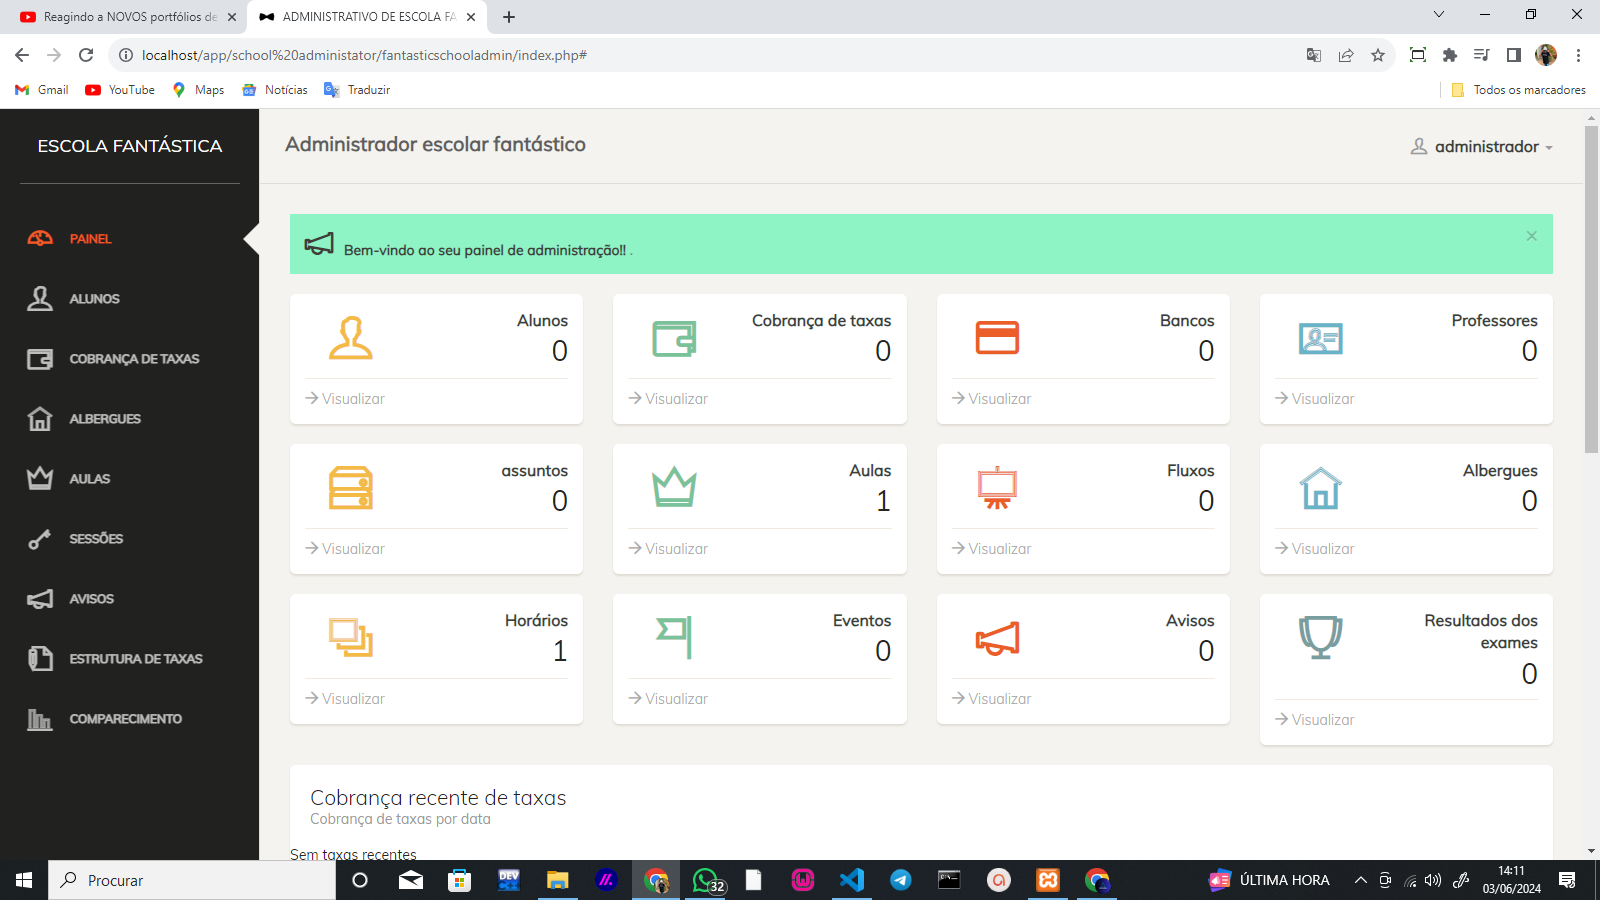 Reagindo a NOVOS portfólios de
ADMINISTRATIVO DE ESCOLA FA
localhost/app/school%20administator/fantasticschooladmin/index.php#
Gmail YouTube Maps Notícias Traduzir Todos os marcadores
ESCOLA FANTÁSTICA
PAINEL
ALUNOS
COBRANÇA DE TAXAS
ALBERGUES
AULAS
SESSÕES
AVISOS
ESTRUTURA DE TAXAS
COMPARECIMENTO
Administrador escolar fantástico
administrador
Bem-vindo ao seu painel de administração!! .
Alunos
0
Visualizar
Cobrança de taxas
0
Visualizar
Bancos
0
Visualizar
Professores
0
Visualizar
assuntos
0
Visualizar
Aulas
1
Visualizar
Fluxos
0
Visualizar
Albergues
0
Visualizar
Horários
1
Visualizar
Eventos
0
Visualizar
Avisos
0
Visualizar
Resultados dos
exames
0
Visualizar
Cobrança recente de taxas
Cobrança de taxas por data
Sem taxas recentes
Procurar
DEV
32
ÚLTIMA HORA
14:11
03/06/2024